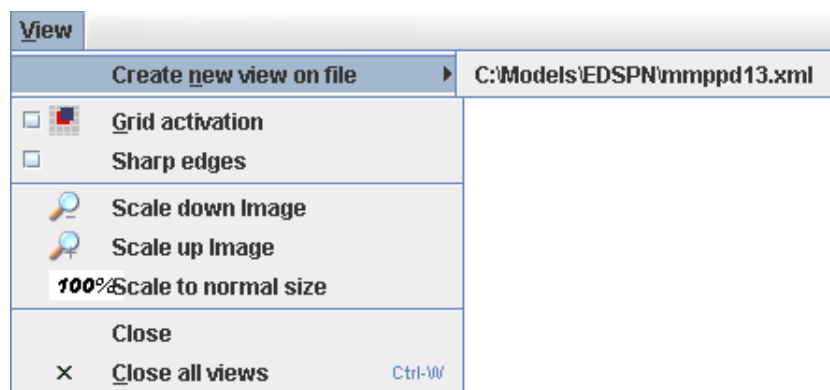 View
Create new view on file C:\Models\EDSPN\mmppd13.xml
Grid activation
Sharp edges
Scale down Image
Scale up Image
100% Scale to normal size
Close
Close all views Ctrl-W